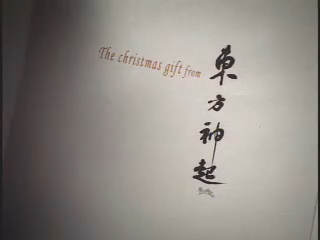 The christmas gift from
東方神起